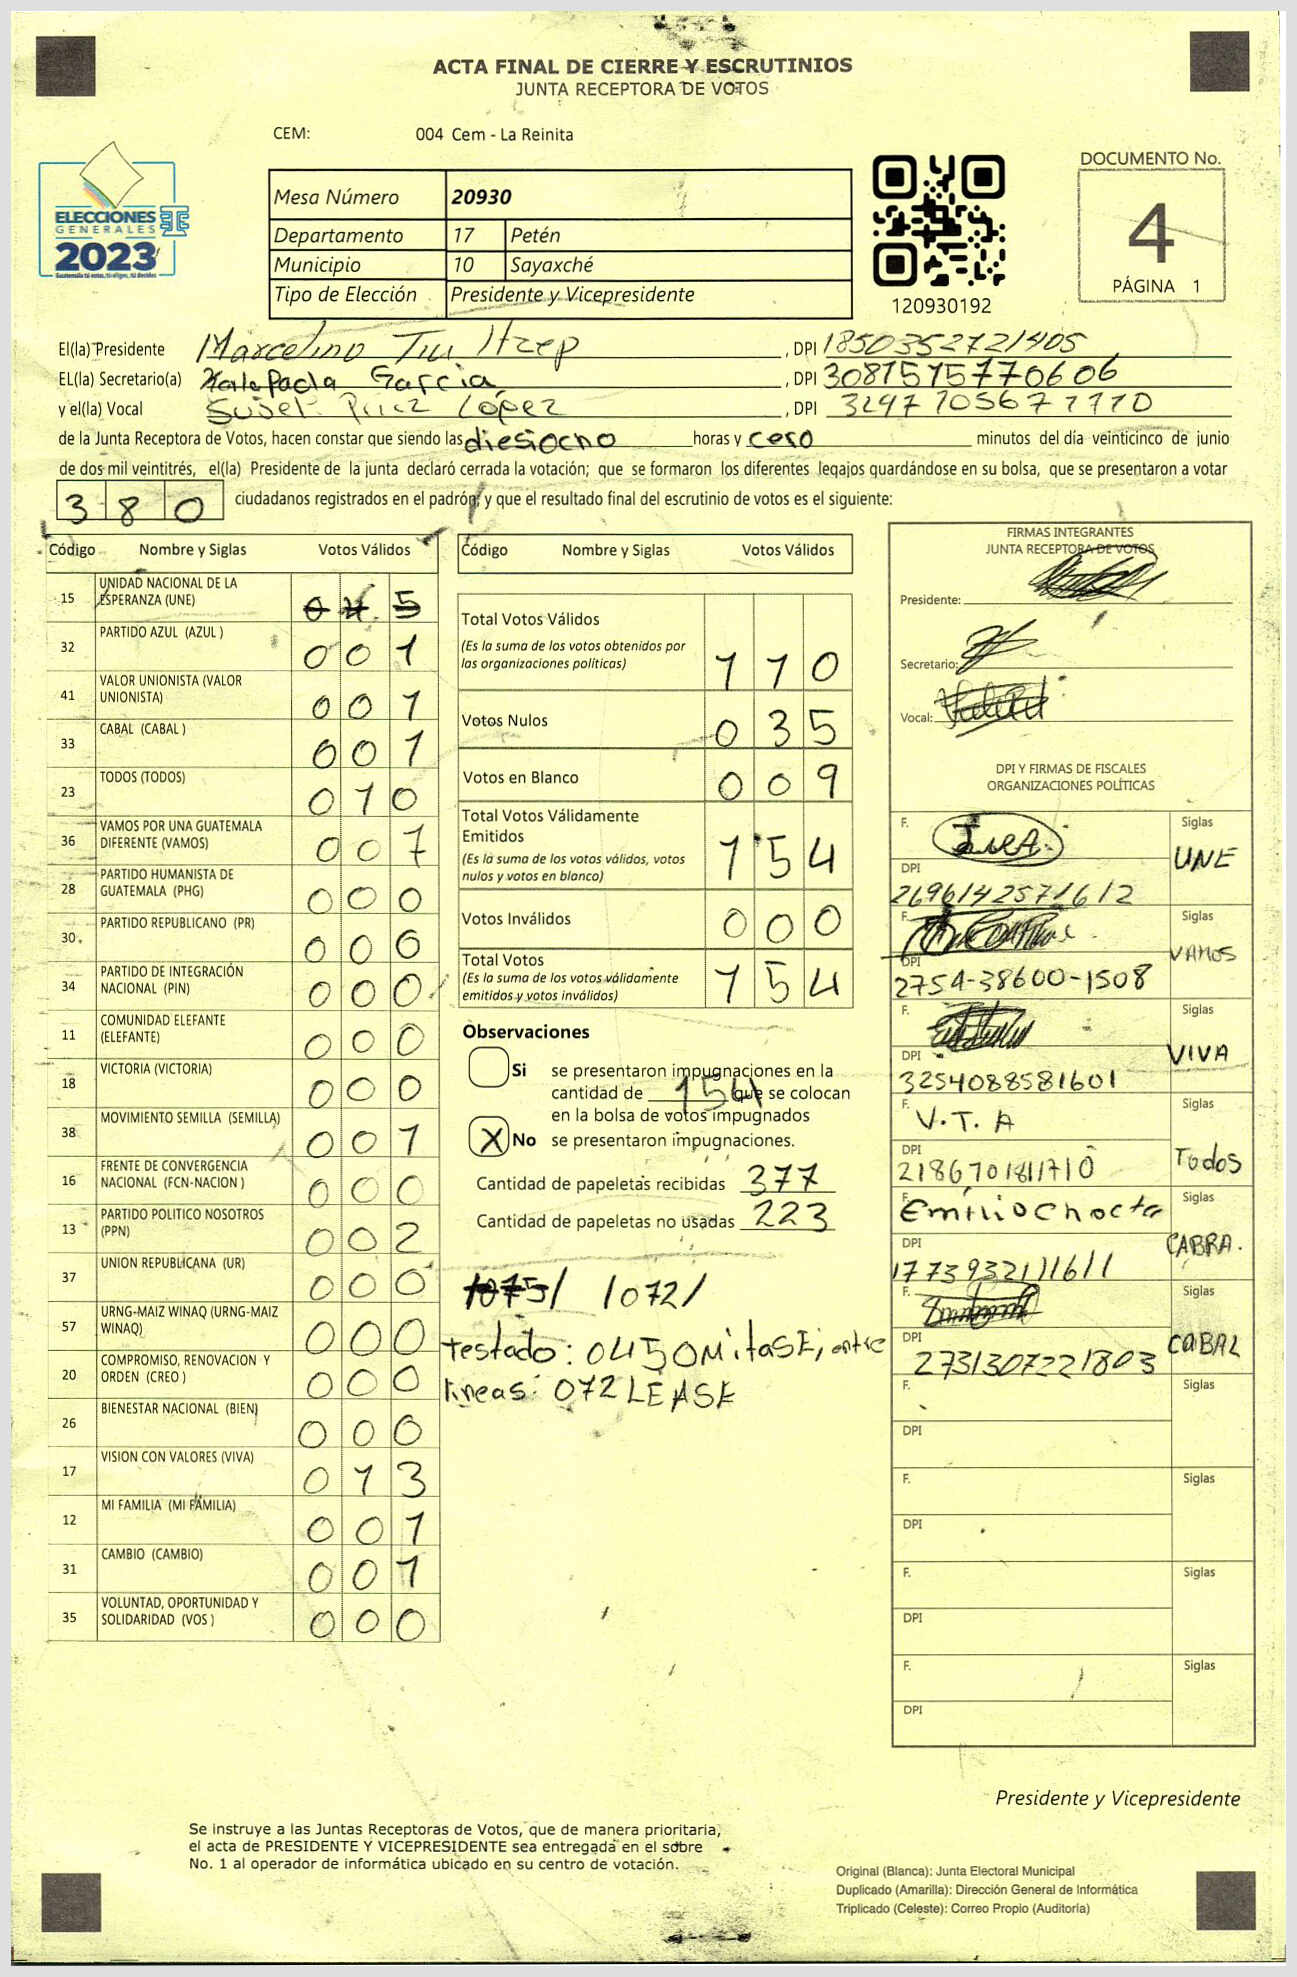 ACTA FINAL DE CIERRE Y ESCRUTINIOS
JUNTA RECEPTORA DE VOTOS
CEM: 004 Cem - La Reinita
ELECCIONES
GENERALES
2023
Mesa Número 20930
Departamento 17 Petén
Municipio 10 Sayaxché
Tipo de Elección Presidente y Vicepresidente
120930192
DOCUMENTO No.
4
PÁGINA 1
El(la) Presidente Marcelino Tiu Itzep , DPI 1850352721405
EL(la) Secretario(a) Paola García , DPI 3081515770606
y el(la) Vocal López , DPI
de la Junta Receptora de Votos, hacen constar que siendo las diesiocho horas y cero minutos del día veinticinco de junio
de dos mil veintitrés, el(la) Presidente de la junta declaró cerrada la votación; que se formaron los diferentes legajos guardándose en su bolsa, que se presentaron a votar
380 ciudadanos registrados en el padrón, y que el resultado final del escrutinio de votos es el siguiente:
Código Nombre y Siglas Votos Válidos
15 UNIDAD NACIONAL DE LA ESPERANZA (UNE) 0 4 5
32 PARTIDO AZUL (AZUL ) 0 0 1
41 VALOR UNIONISTA (VALOR UNIONISTA) 0 0 1
33 CABAL (CABAL ) 0 0 1
23 TODOS (TODOS) 0 1 0
36 VAMOS POR UNA GUATEMALA DIFERENTE (VAMOS) 0 0 7
28 PARTIDO HUMANISTA DE GUATEMALA (PHG) 0 0 0
30 PARTIDO REPUBLICANO (PR) 0 0 0
34 PARTIDO DE INTEGRACIÓN NACIONAL (PIN) 0 0 0
11 COMUNIDAD ELEFANTE (ELEFANTE) 0 0 0
18 VICTORIA (VICTORIA) 0 0 0
38 MOVIMIENTO SEMILLA (SEMILLA) 0 0 1
16 FRENTE DE CONVERGENCIA NACIONAL (FCN-NACION ) 0 0 0
13 PARTIDO POLITICO NOSOTROS (PPN) 0 0 2
37 UNION REPUBLICANA (UR) 0 0 0
57 URNG-MAIZ WINAQ (URNG-MAIZ WINAQ) 0 0 0
20 COMPROMISO, RENOVACION Y ORDEN (CREO ) 0 0 0
26 BIENESTAR NACIONAL (BIEN) 0 0 0
17 VISION CON VALORES (VIVA) 0 1 3
12 MI FAMILIA (MI FAMILIA) 0 0 1
31 CAMBIO (CAMBIO) 0 0 1
35 VOLUNTAD, OPORTUNIDAD Y SOLIDARIDAD (VOS ) 0 0 0
Código Nombre y Siglas Votos Válidos
Total Votos Válidos
(Es la suma de los votos obtenidos por
las organizaciones políticas) 1 1 0
Votos Nulos 0 3 5
Votos en Blanco 0 0 9
Total Votos Válidamente
Emitidos
(Es la suma de los votos válidos, votos
nulos y votos en blanco) 1 5 4
Votos Inválidos 0 0 0
Total Votos
(Es la suma de los votos válidamente
emitidos y votos inválidos) 1 5 4
Observaciones
Si se presentaron impugnaciones en la
cantidad de 154 que se colocan
en la bolsa de votos impugnados
X No se presentaron impugnaciones.
Cantidad de papeletas recibidas 377
Cantidad de papeletas no usadas 223
1075/ /072/
testado: 045 OMitasE, entre
lineas: 072 LEASE
FIRMAS INTEGRANTES
JUNTA RECEPTORA DE VOTOS
Presidente:
Secretario:
Vocal:
DPI Y FIRMAS DE FISCALES
ORGANIZACIONES POLÍTICAS
F. Siglas
DPI UNE
2696142571612
F. Siglas
DPI VAMOS
2754-38600-1508
F. Siglas
DPI VIVA
3254088581601
F. V.T.A Siglas
DPI Todos
2186701811710
F. Emilio Chocta Siglas
DPI CABRA.
1773932111611
F. Siglas
DPI CABAL
2731307221803
F. Siglas
DPI
F. Siglas
DPI
F. Siglas
DPI
F. Siglas
DPI
Presidente y Vicepresidente
Se instruye a las Juntas Receptoras de Votos, que de manera prioritaria,
el acta de PRESIDENTE Y VICEPRESIDENTE sea entregada en el sobre
No. 1 al operador de informática ubicado en su centro de votación.
Original (Blanca): Junta Electoral Municipal
Duplicado (Amarilla): Dirección General de Informática
Triplicado (Celeste): Correo Propio (Auditoría)